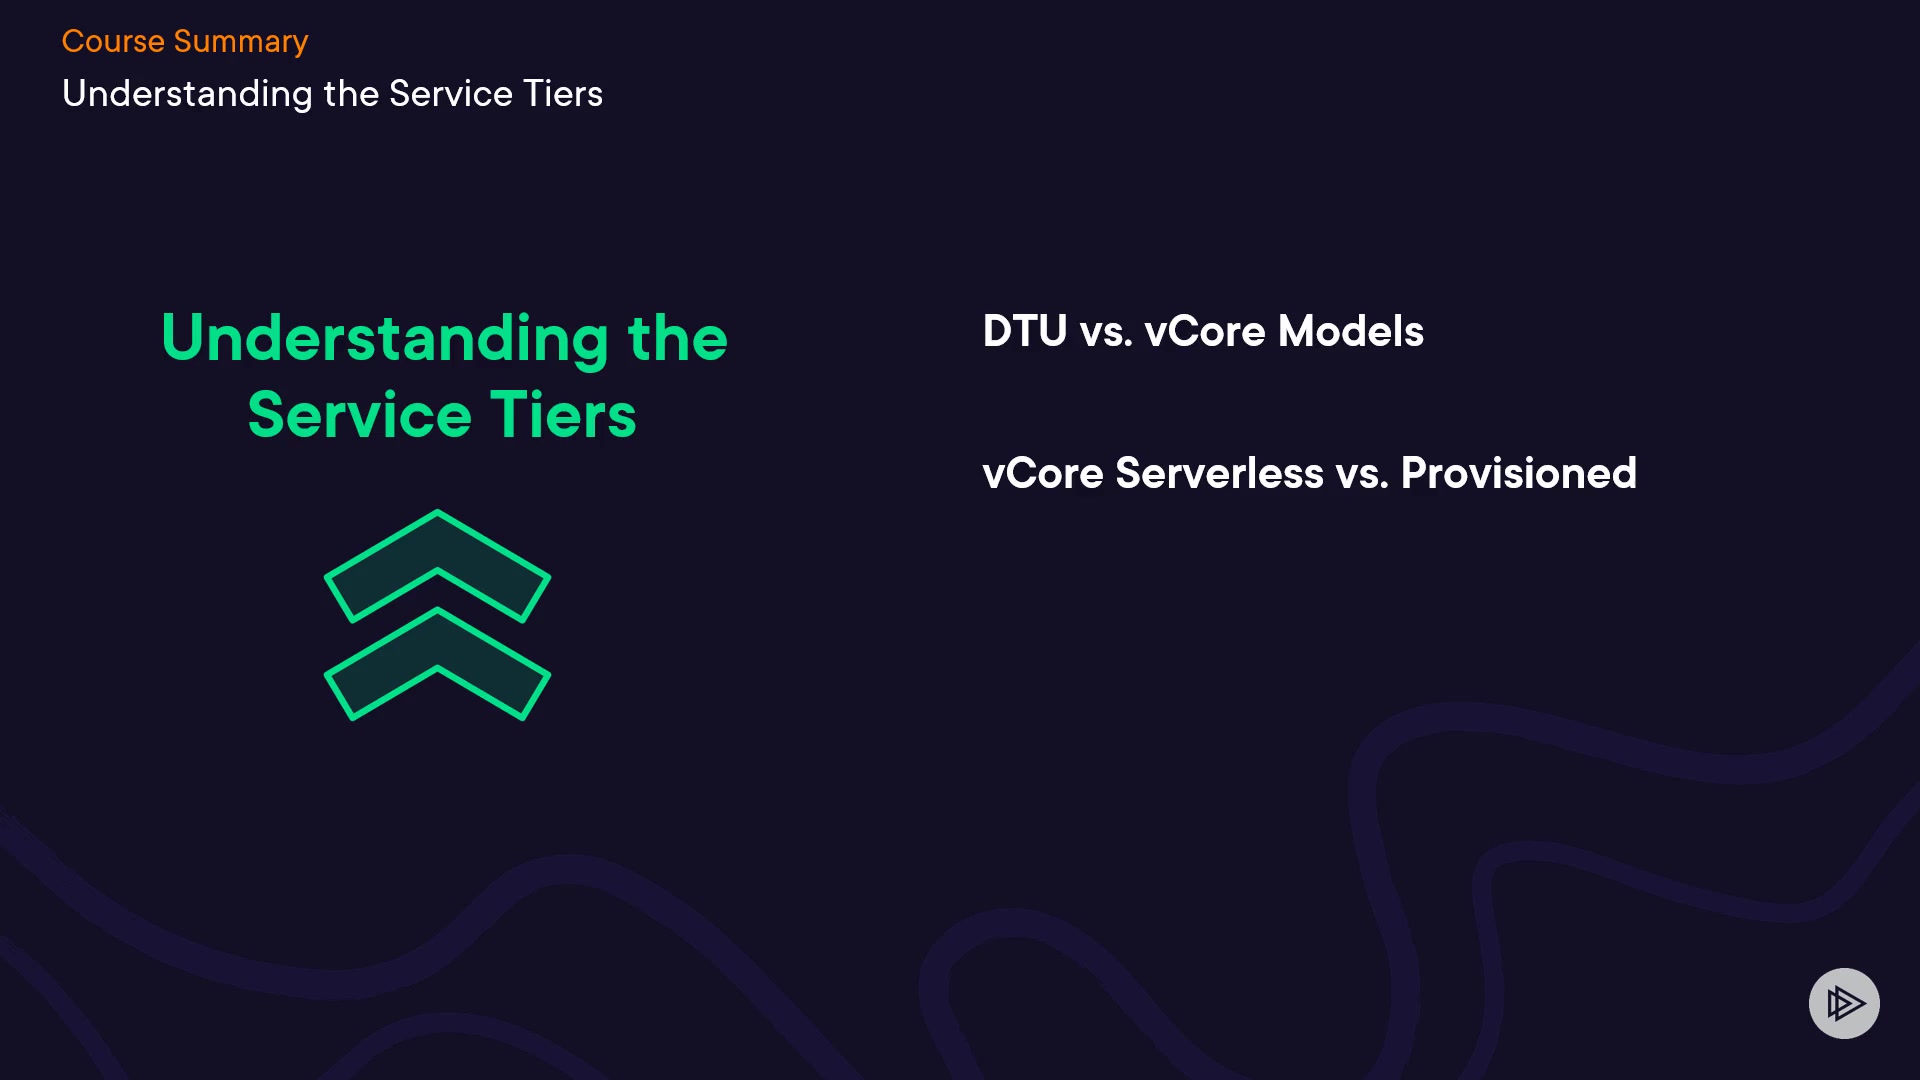 Course Summary
Understanding the Service Tiers
Understanding the
Service Tiers
DTU vs. vCore Models
vCore Serverless vs. Provisioned